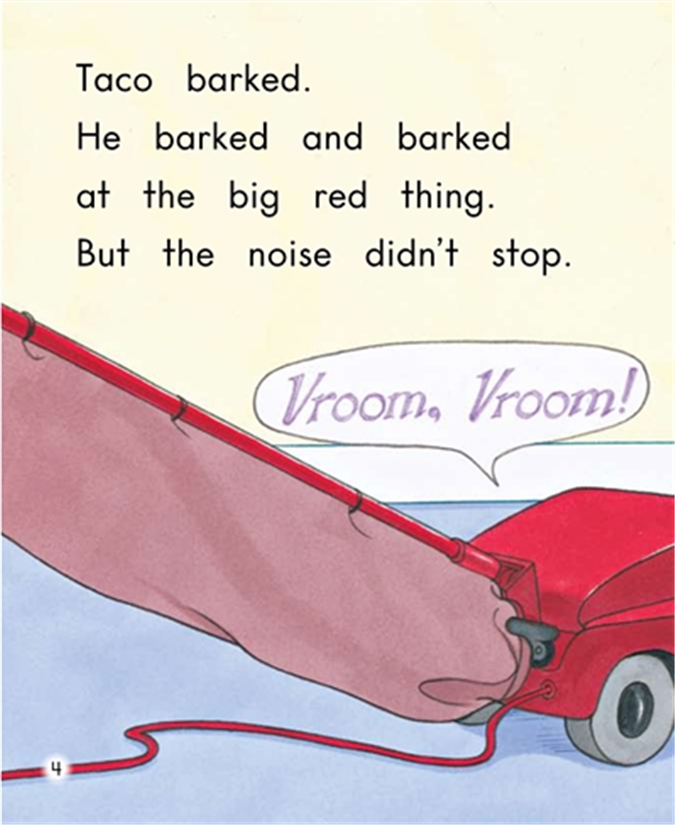 Taco barked.
He barked and barked
at the big red thing.
But the noise didn't stop.
Vroom, Vroom!
4